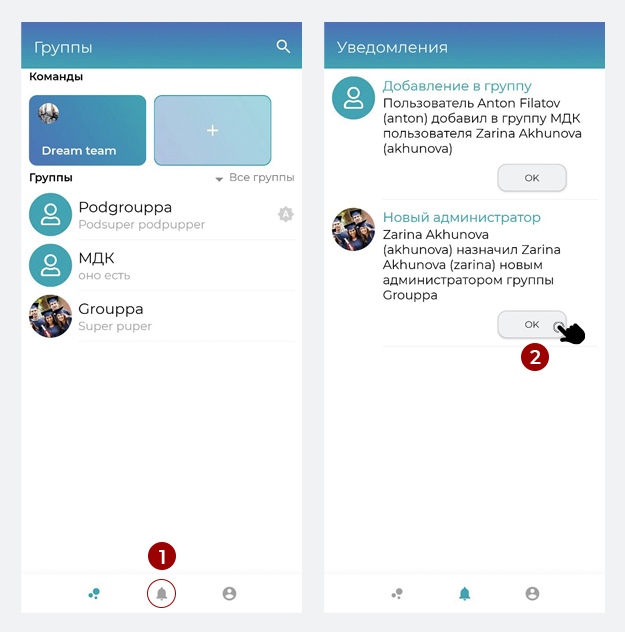 Группы
Команды
Dream team
+
Группы
Все группы
Podgrouppa
A
Podsuper podpupper
МДК
оно есть
Grouppa
Super puper
1
Уведомления
Добавление в группу
Пользователь Anton Filatov
(anton) добавил в группу МДК
пользователя Zarina Akhunova
(akhunova)
OK
Новый администратор
Zarina Akhunova
(akhunova) назначил Zarina
Akhunova (zarina) новым
администратором группы
Grouppa
OK
2